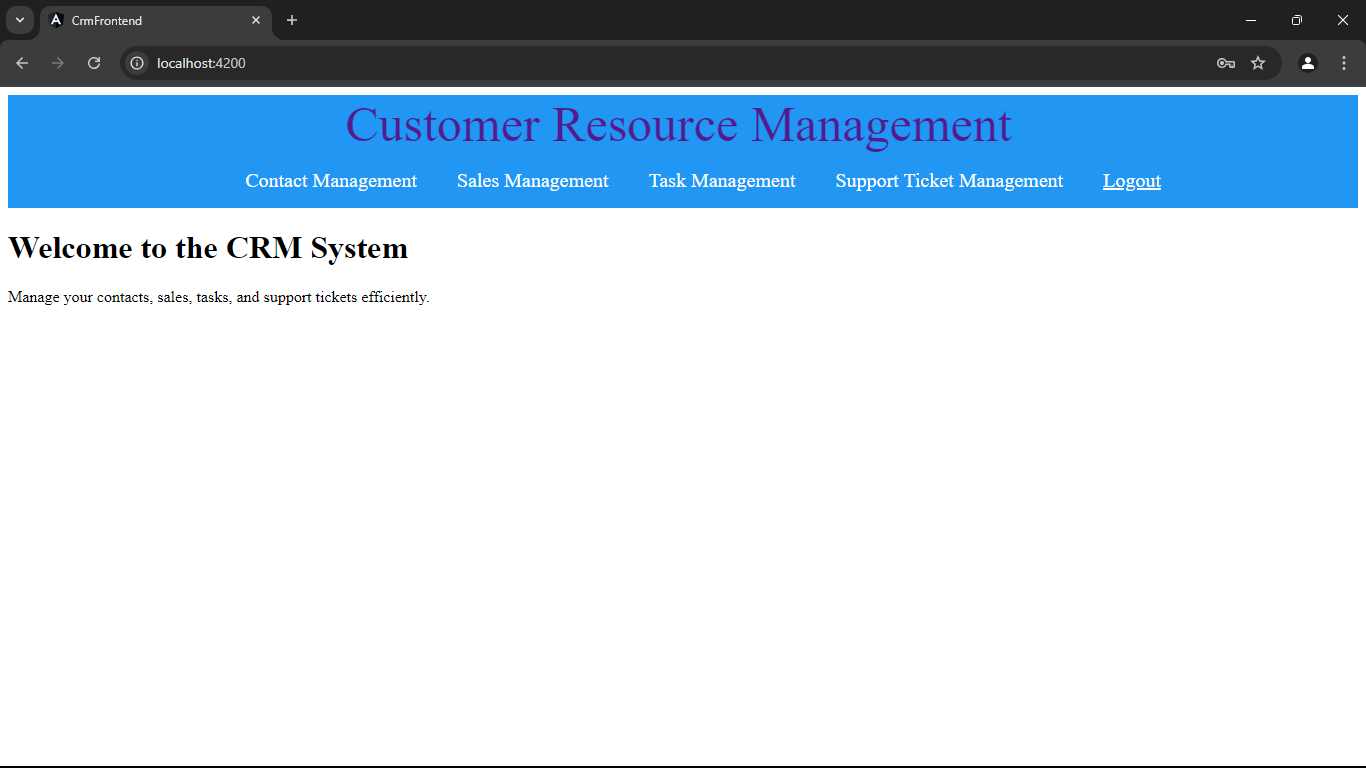 CrmFrontend
localhost:4200
Customer Resource Management
Contact Management Sales Management Task Management Support Ticket Management Logout
Welcome to the CRM System
Manage your contacts, sales, tasks, and support tickets efficiently.